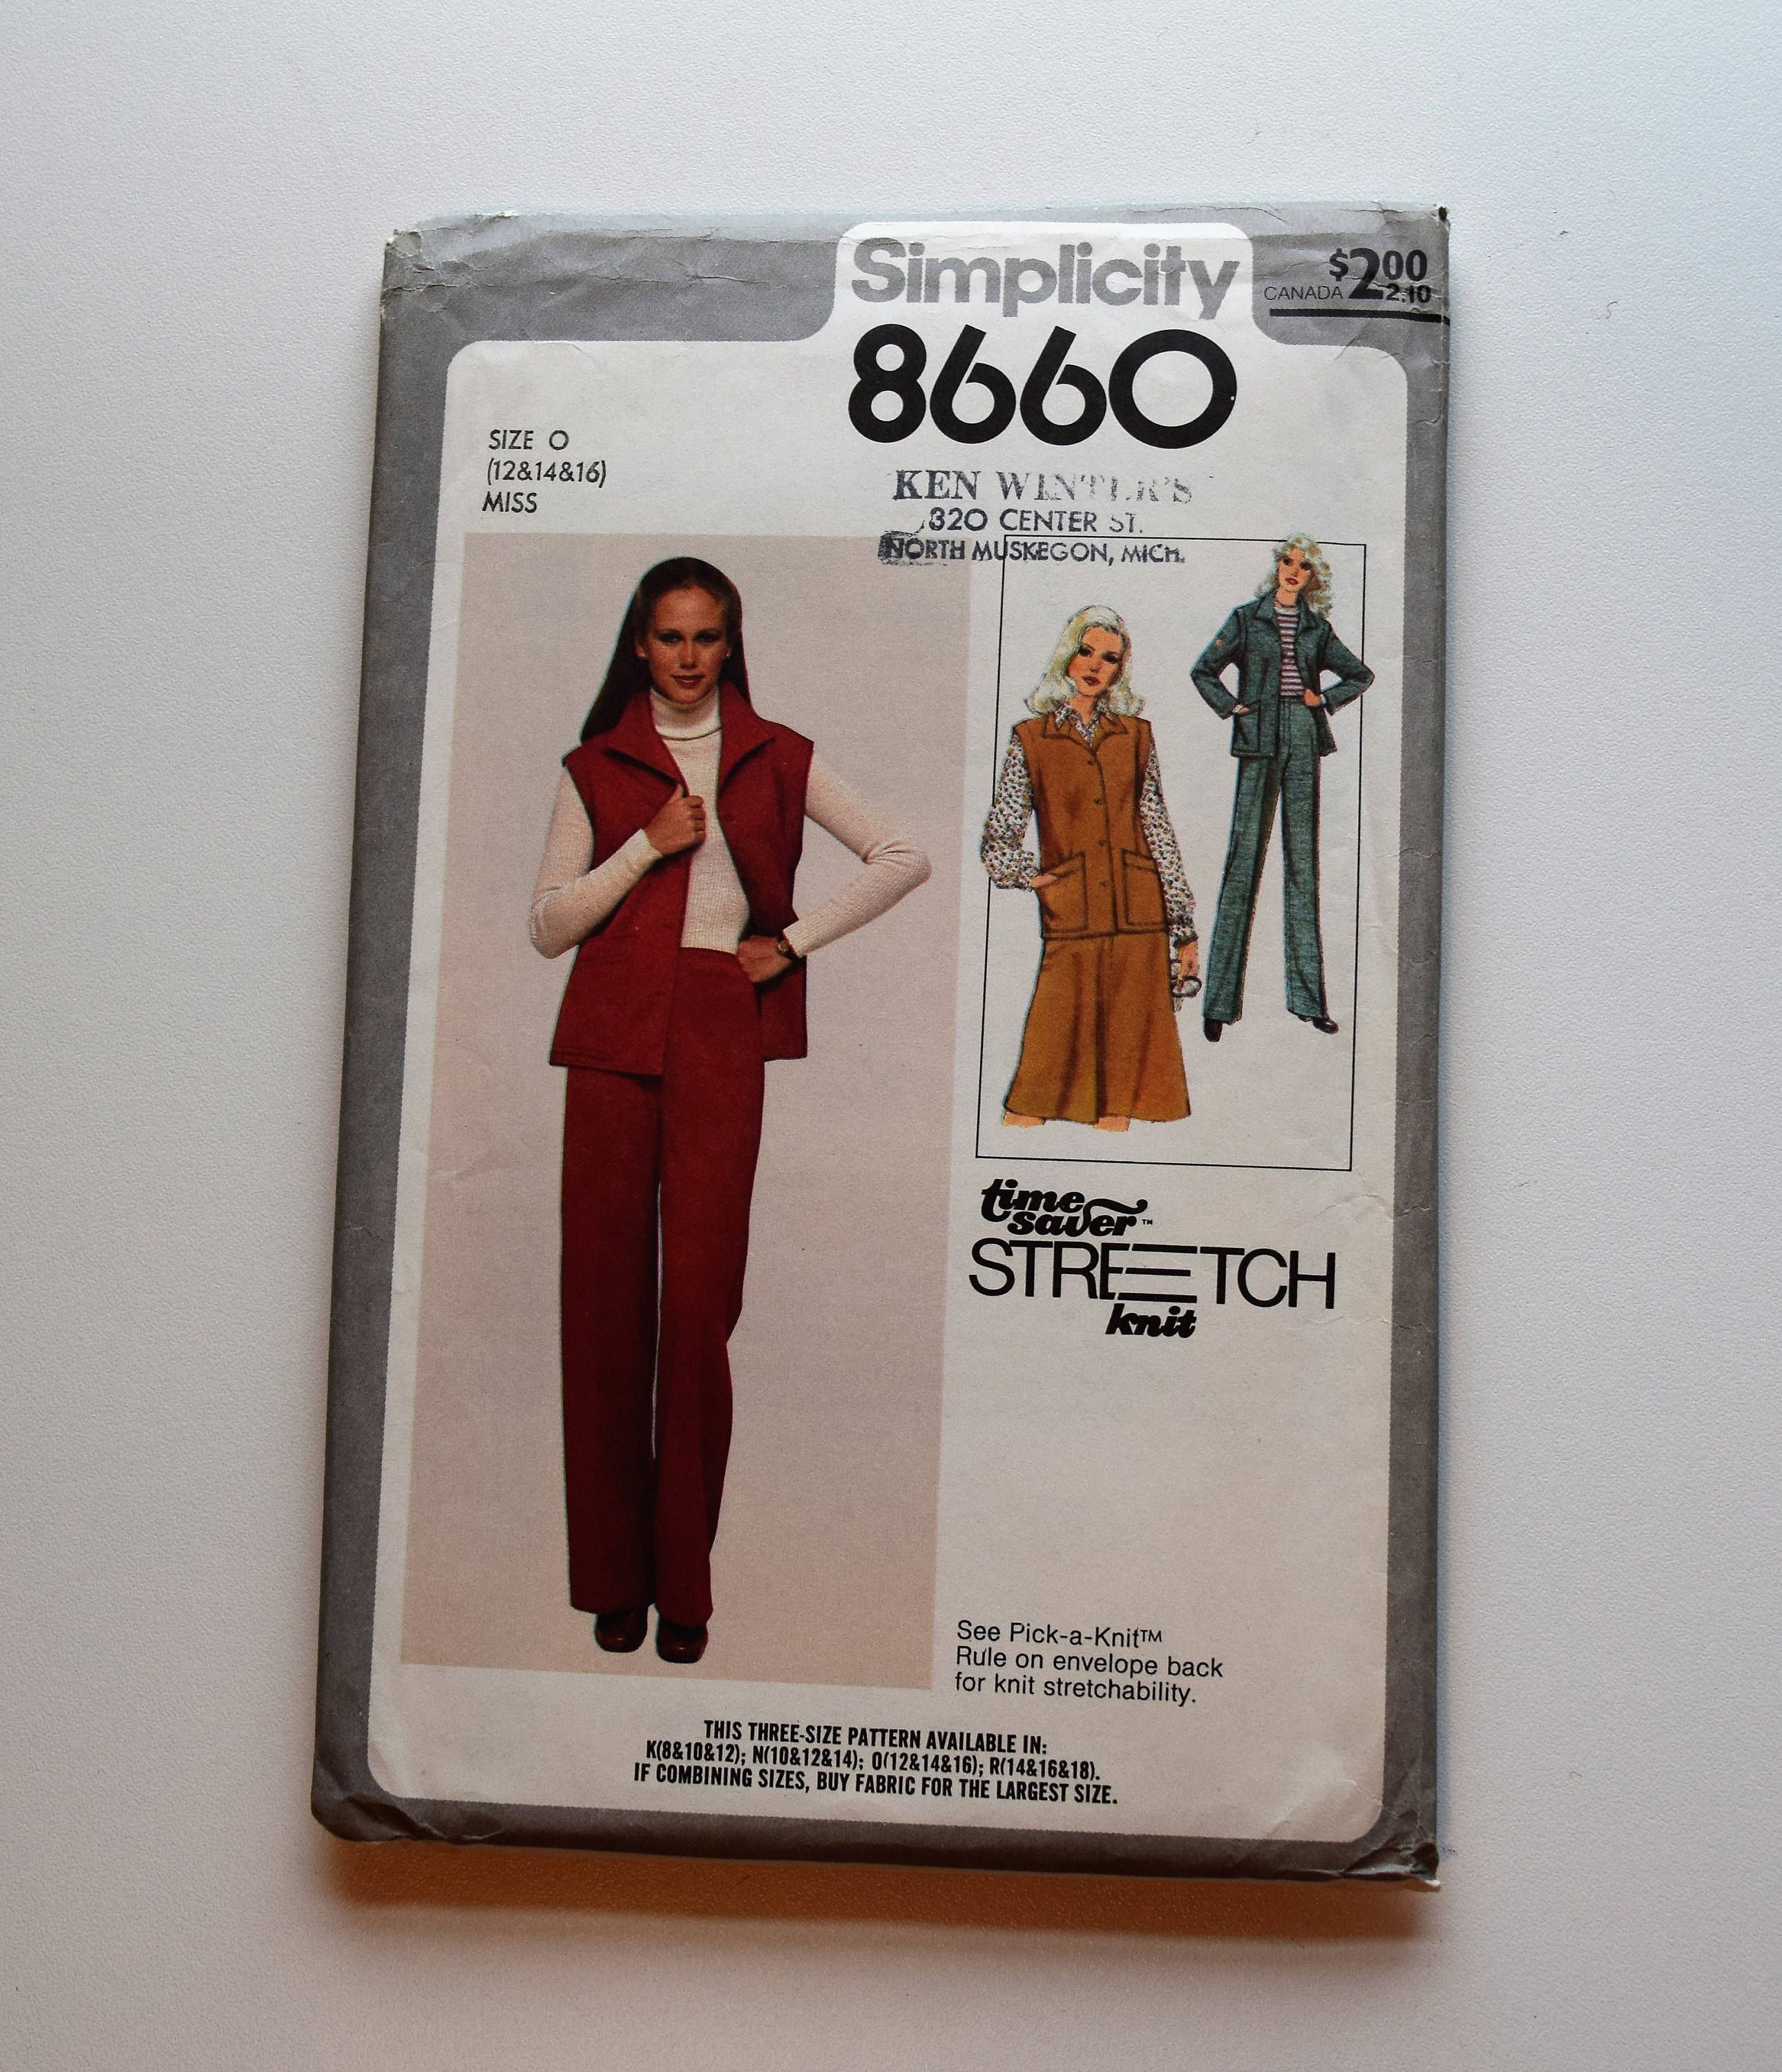 Simplicity
$2.00
CANADA 2.10
8660
SIZE O
(12&14&16)
MISS
KEN WINTER'S
320 CENTER ST.
NORTH MUSKEGON, MICH.
time
saver™
STRETCH
knit
See Pick-a-Knit™
Rule on envelope back
for knit stretchability.
THIS THREE-SIZE PATTERN AVAILABLE IN:
K(8&10&12); N(10&12&14); O(12&14&16); R(14&16&18).
IF COMBINING SIZES, BUY FABRIC FOR THE LARGEST SIZE.